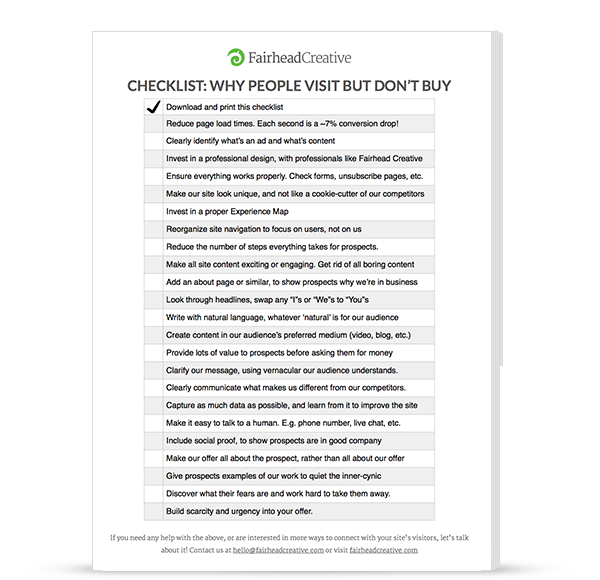 FairheadCreative
CHECKLIST: WHY PEOPLE VISIT BUT DON'T BUY
Download and print this checklist
Reduce page load times. Each second is a ~7% conversion drop!
Clearly identify what's an ad and what's content
Invest in a professional design, with professionals like Fairhead Creative
Ensure everything works properly. Check forms, unsubscribe pages, etc.
Make our site look unique, and not like a cookie-cutter of our competitors
Invest in a proper Experience Map
Reorganize site navigation to focus on users, not on us
Reduce the number of steps everything takes for prospects.
Make all site content exciting or engaging. Get rid of all boring content
Add an about page or similar, to show prospects why we're in business
Look through headlines, swap any “I”s or “We”s to “You”s
Write with natural language, whatever ‘natural’ is for our audience
Create content in our audience's preferred medium (video, blog, etc.)
Provide lots of value to prospects before asking them for money
Clarify our message, using vernacular our audience understands.
Clearly communicate what makes us different from our competitors.
Capture as much data as possible, and learn from it to improve the site
Make it easy to talk to a human. E.g. phone number, live chat, etc.
Include social proof, to show prospects are in good company
Make our offer all about the prospect, rather than all about our offer
Give prospects examples of our work to quiet the inner-cynic
Discover what their fears are and work hard to take them away.
Build scarcity and urgency into your offer.
If you need any help with the above, or are interested in more ways to connect with your site's visitors, let's talk
about it! Contact us at hello@fairheadcreative.com or visit fairheadcreative.com